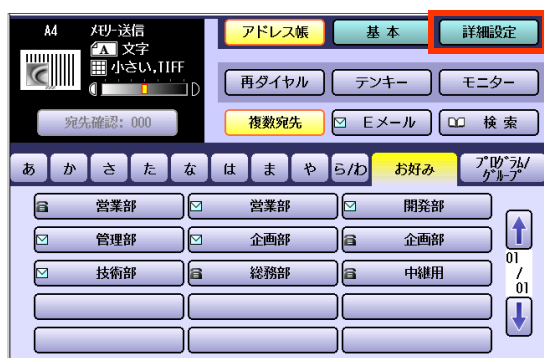 A4 メモリー送信 アドレス帳 基本 詳細設定
A 文字
小さい,TIFF
D
再ダイヤル テンキー モニター
宛先確認: 000 複数宛先 Eメール 検索
あ か さ た な は ま や ら/わ お好み プログラム/
グループ
営業部 営業部 開発部
管理部 企画部 企画部
技術部 総務部 中継用
01
/
01